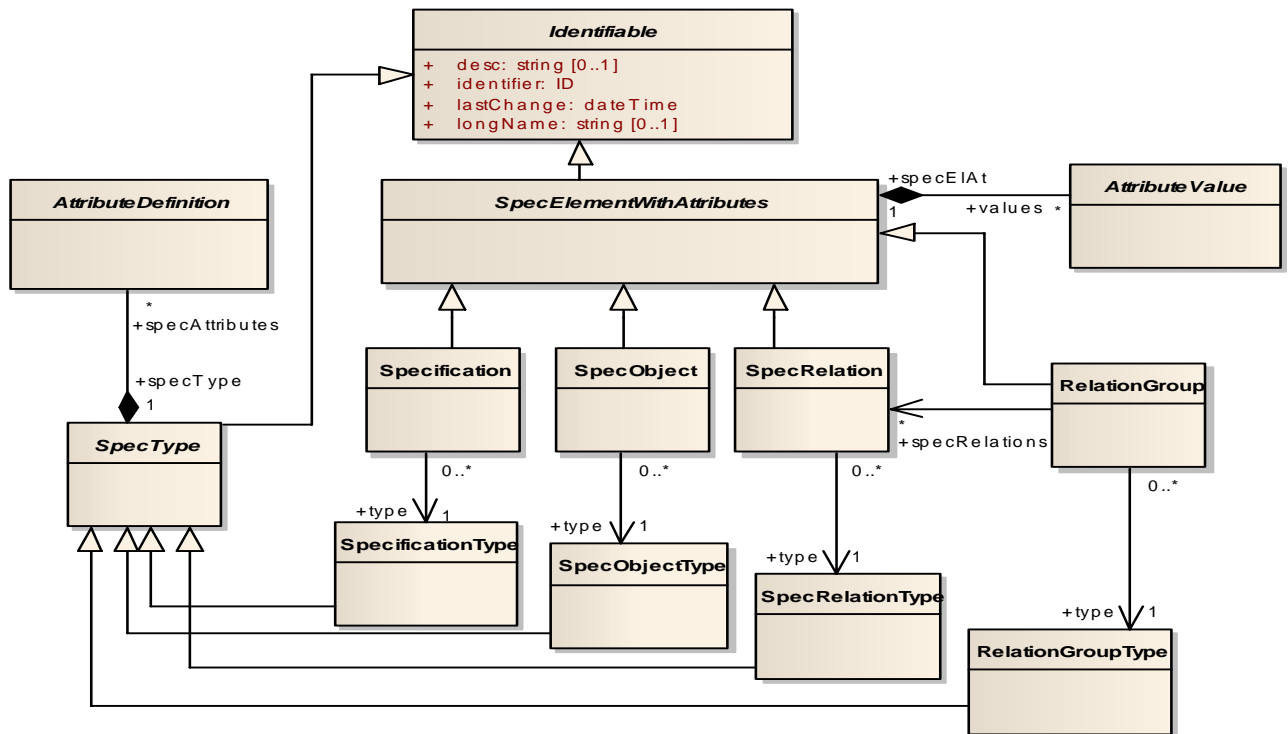 Identifiable
+ desc: string [0..1]
+ identifier: ID
+ lastChange: dateTime
+ longName: string [0..1]
AttributeDefinition
SpecElementWithAttributes
+specElAt
1
+values *
AttributeValue
*
+specAttributes
+specType
1
SpecType
Specification
SpecObject
SpecRelation
RelationGroup
*
+specRelations
0..*
0..*
0..*
0..*
+type 1
SpecificationType
+type 1
SpecObjectType
+type 1
SpecRelationType
+type 1
RelationGroupType